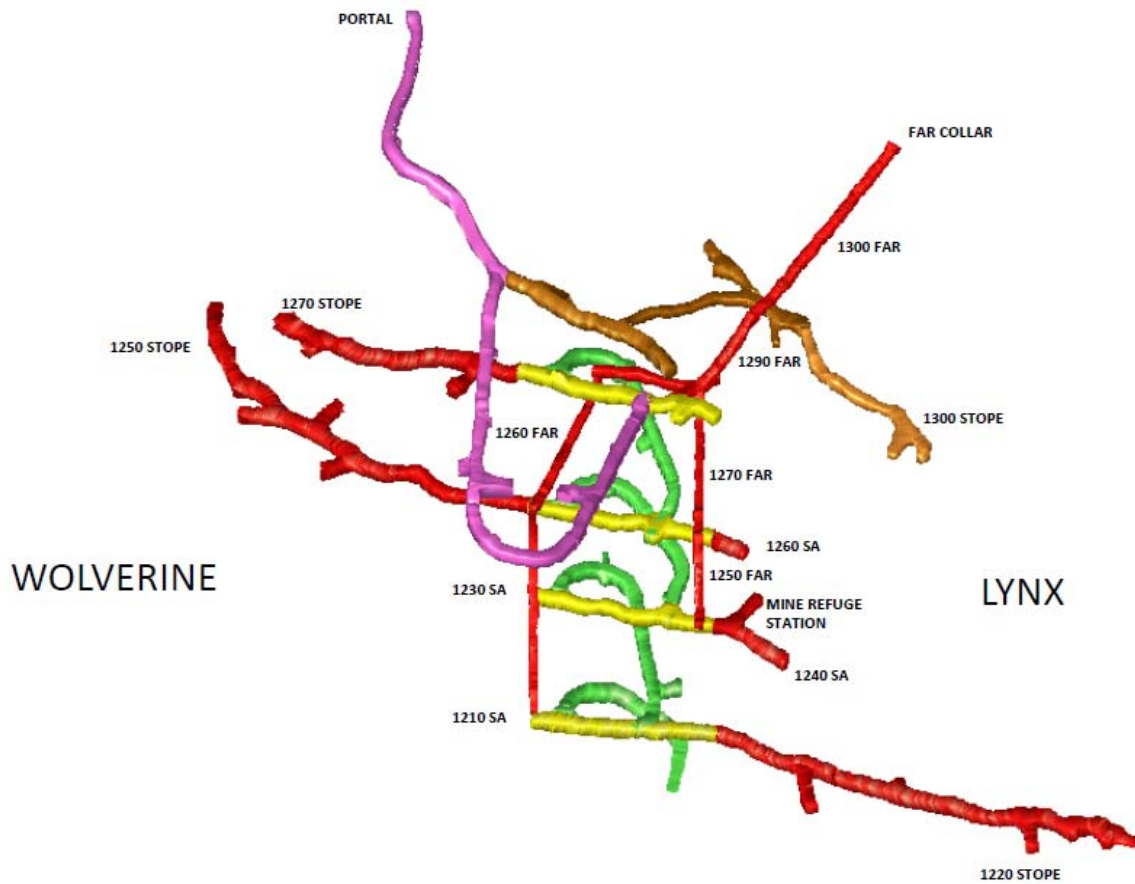 PORTAL
FAR COLLAR
1300 FAR
1270 STOPE
1250 STOPE
1290 FAR
1300 STOPE
1260 FAR
1270 FAR
1260 SA
WOLVERINE
1230 SA
1250 FAR
LYNX
MINE REFUGE
STATION
1240 SA
1210 SA
1220 STOPE